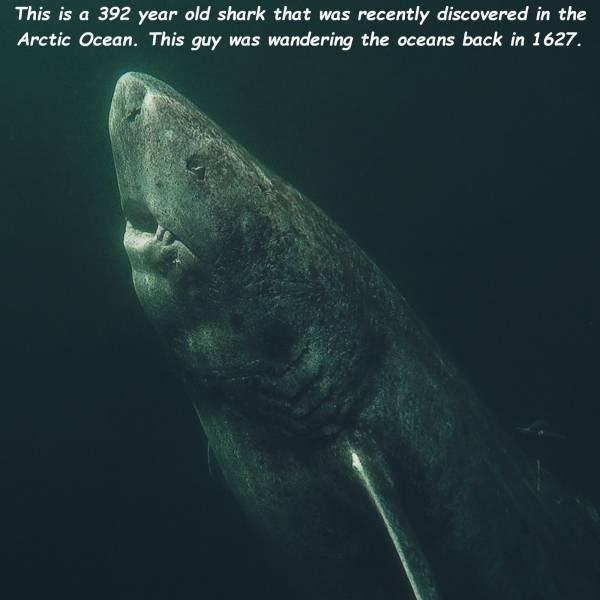 This is a 392 year old shark that was recently discovered in the
Arctic Ocean. This guy was wandering the oceans back in 1627.